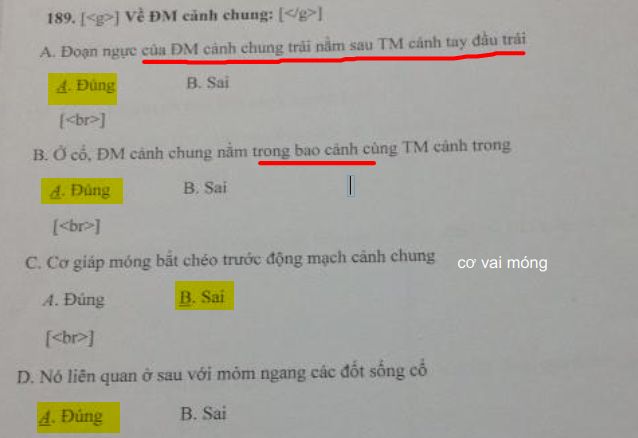 189. [<g>] Về ĐM cảnh chung: [</g>]
A. Đoạn ngực của ĐM cảnh chung trái nằm sau TM cánh tay đầu trái
A. Đúng B. Sai
[<br>]
B. Ở cổ, ĐM cảnh chung nằm trong bao cảnh cùng TM cảnh trong
A. Đúng B. Sai
[<br>]
C. Cơ giáp móng bắt chéo trước động mạch cảnh chung cơ vai móng
A. Đúng B. Sai
[<br>]
D. Nó liên quan ở sau với mỏm ngang các đốt sống cổ
A. Đúng B. Sai